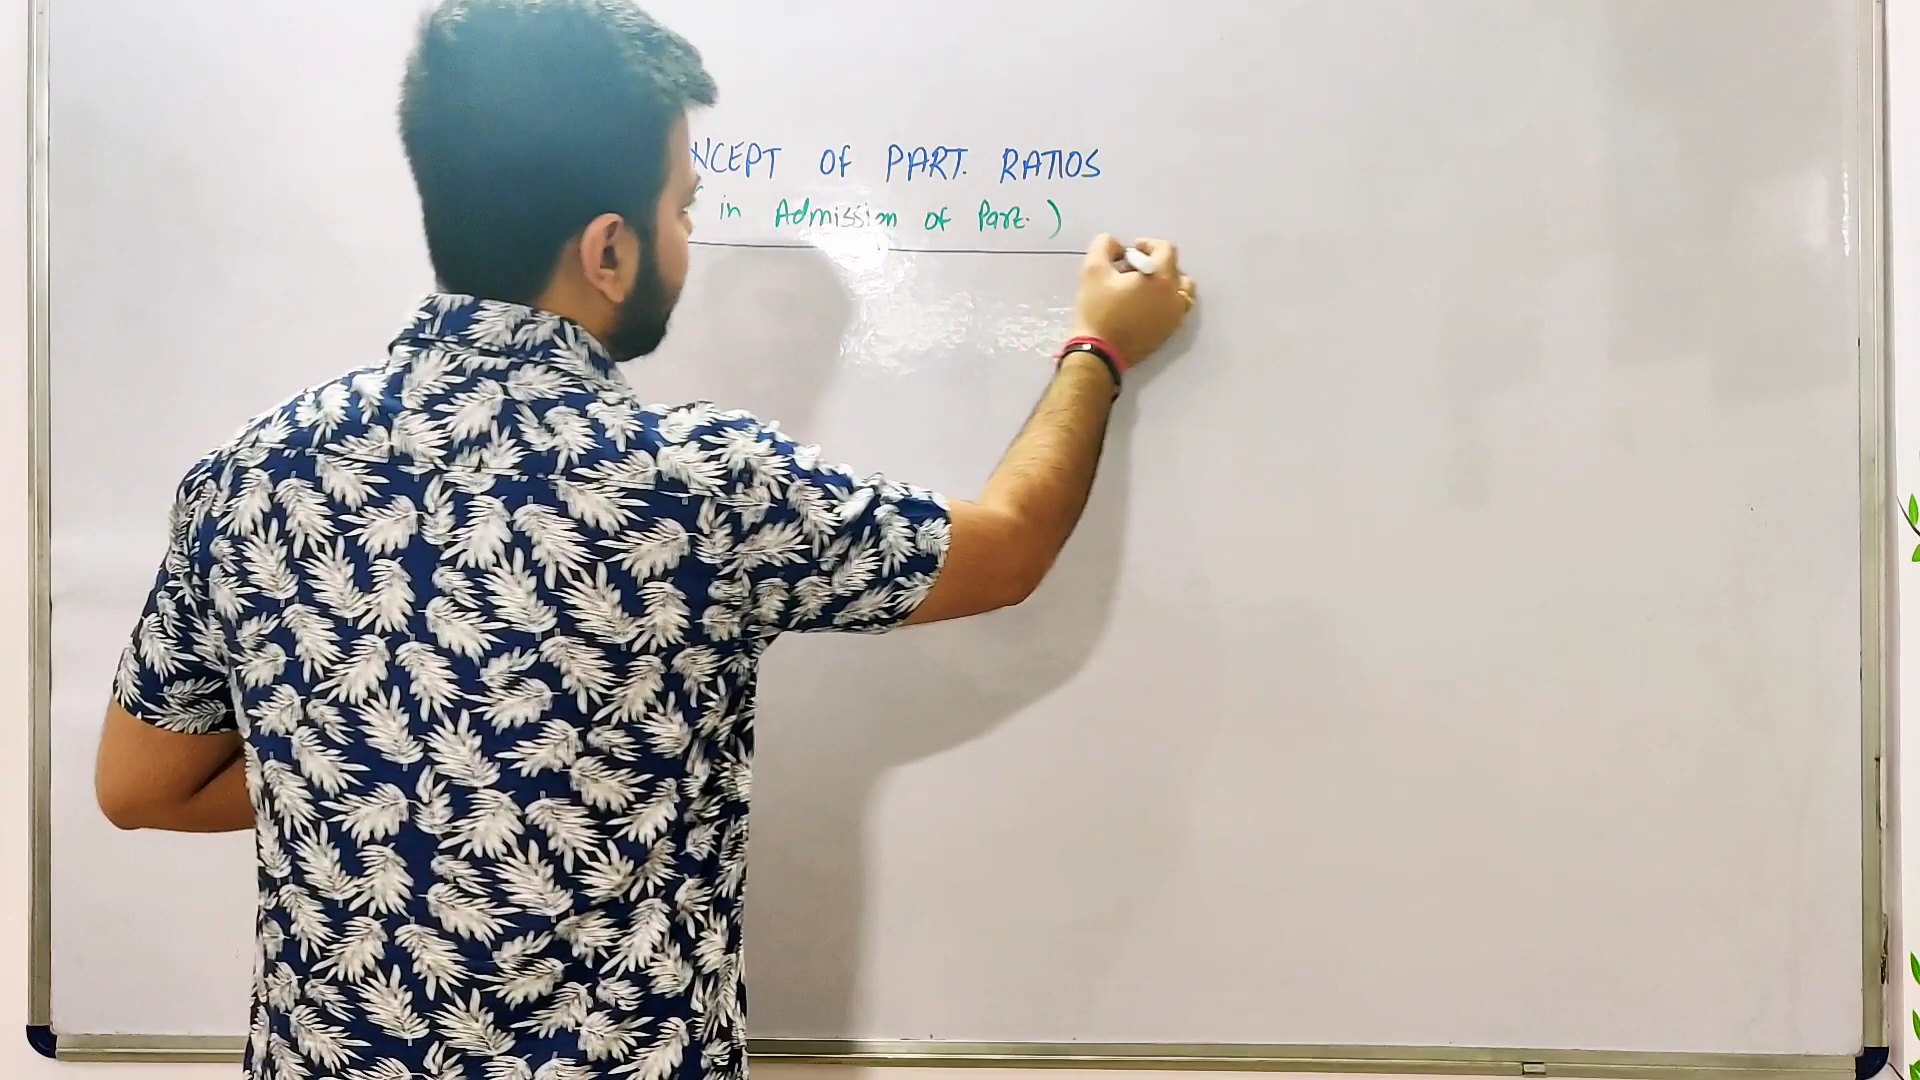 NCEPT OF PART. RATIOS
( in Admission of Part. )